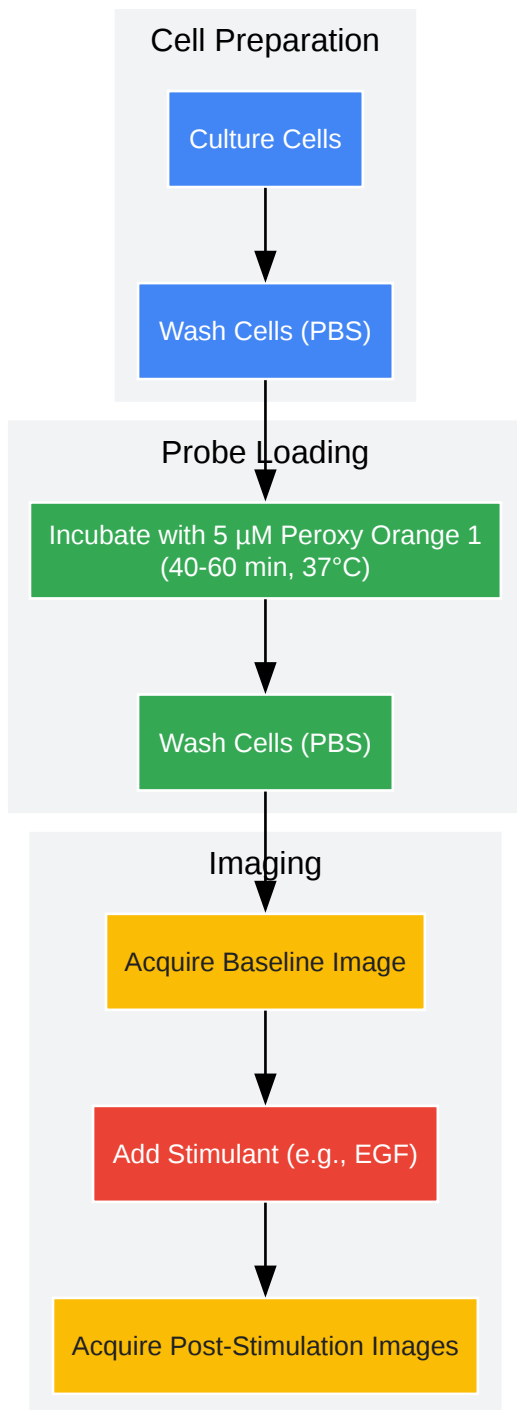 Cell Preparation
Culture Cells
Wash Cells (PBS)
Probe Loading
Incubate with 5 µM Peroxy Orange 1
(40-60 min, 37°C)
Wash Cells (PBS)
Imaging
Acquire Baseline Image
Add Stimulant (e.g., EGF)
Acquire Post-Stimulation Images